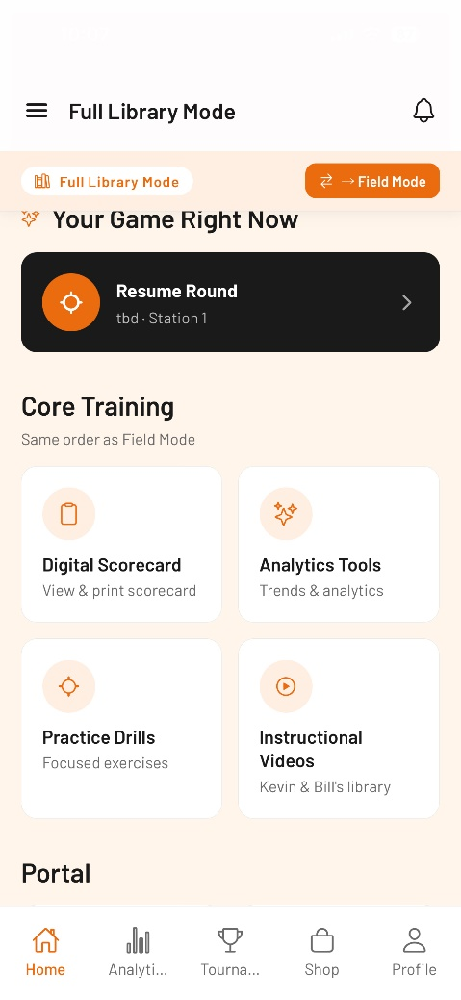 Full Library Mode
Full Library Mode
→ Field Mode
Your Game Right Now
Resume Round
tbd · Station 1
Core Training
Same order as Field Mode
Digital Scorecard
View & print scorecard
Analytics Tools
Trends & analytics
Practice Drills
Focused exercises
Instructional
Videos
Kevin & Bill's library
Portal
Home
Analyti...
Tourna...
Shop
Profile